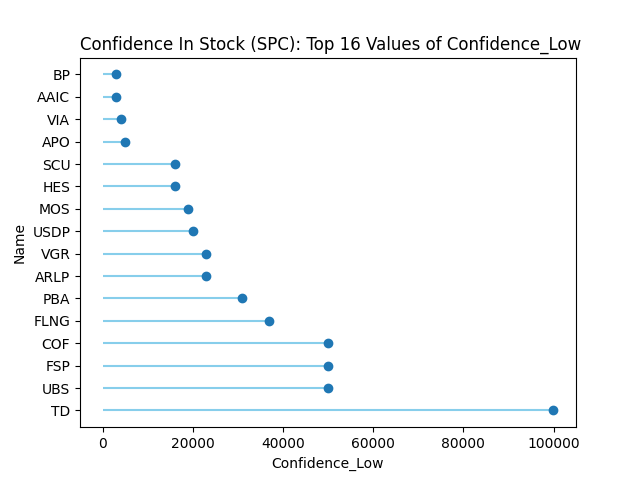 Confidence In Stock (SPC): Top 16 Values of Confidence_Low
BP
AAIC
VIA
APO
SCU
HES
MOS
USDP
VGR
ARLP
PBA
FLNG
COF
FSP
UBS
TD
Name
0 20000 40000 60000 80000 100000
Confidence_Low